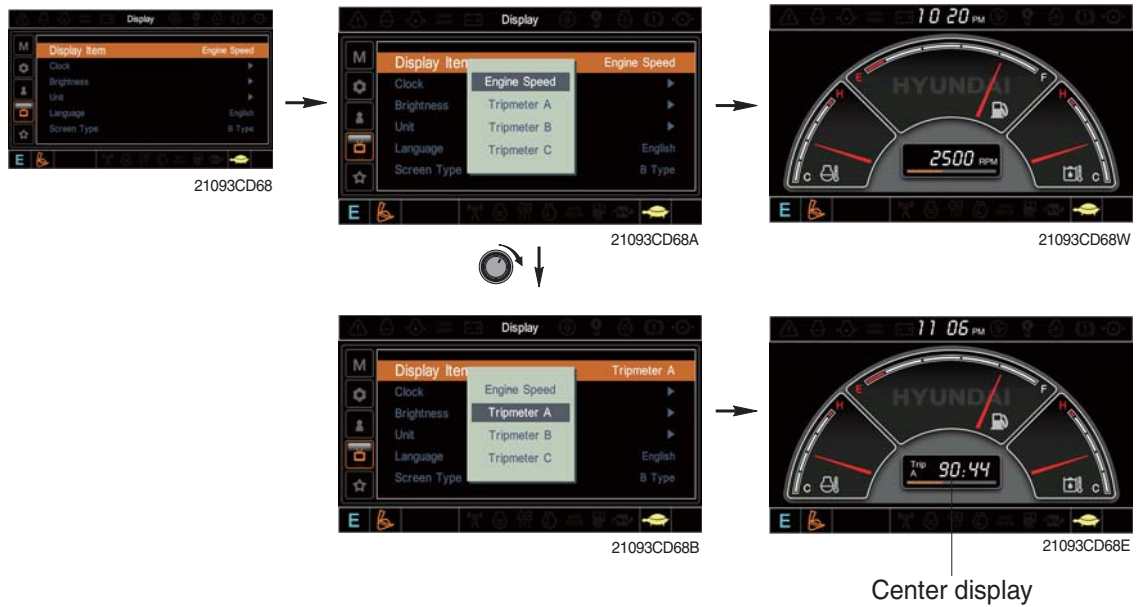 Display
M
Display Item Engine Speed
Clock
Brightness
Unit
Language English
Screen Type B Type
E
21093CD68
Display
M
Display Item Engine Speed
Clock
Brightness
Unit
Language English
Screen Type B Type
Engine Speed
Tripmeter A
Tripmeter B
Tripmeter C
E
21093CD68A
10 20 PM
E F
HYUNDAI
H H
C C
2500 RPM
E
21093CD68W
Display
M
Display Item Tripmeter A
Clock
Brightness
Unit
Language English
Screen Type B Type
Engine Speed
Tripmeter A
Tripmeter B
Tripmeter C
E
21093CD68B
11 06 PM
E F
HYUNDAI
H H
C C
Trip A 90:44
E
21093CD68E
Center display